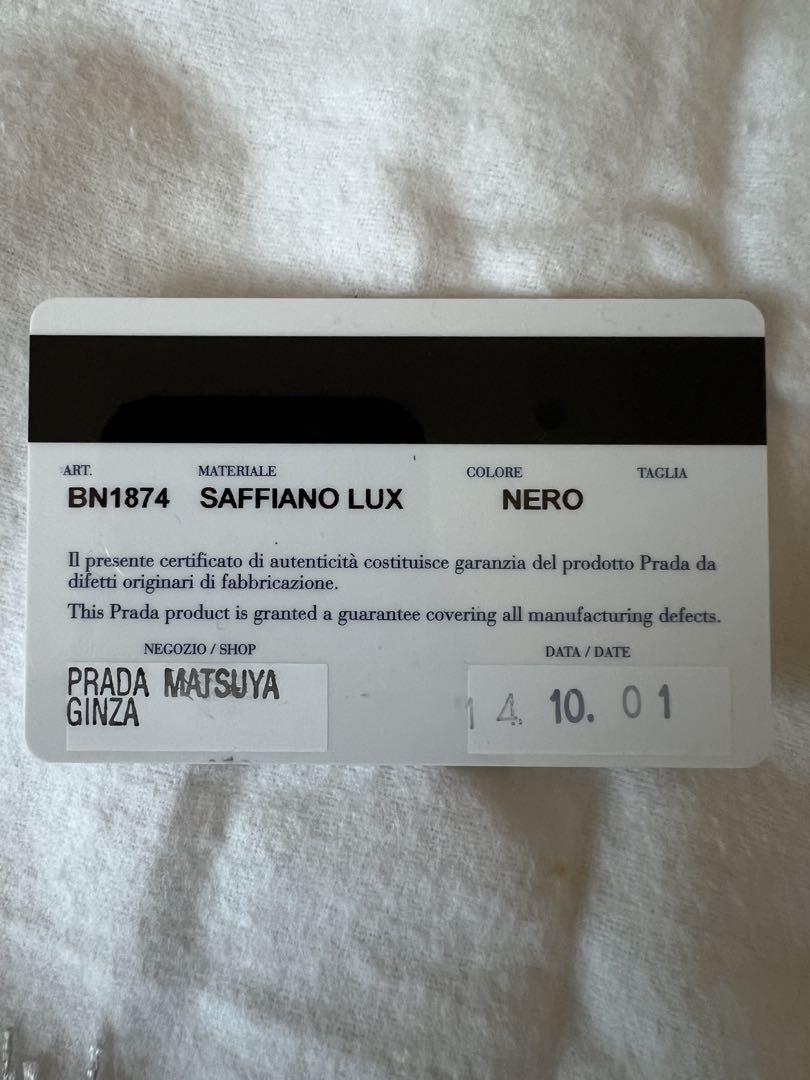 ART. MATERIALE COLORE TAGLIA
BN1874 SAFFIANO LUX NERO
Il presente certificato di autenticità costituisce garanzia del prodotto Prada da
difetti originari di fabbricazione.
This Prada product is granted a guarantee covering all manufacturing defects.
NEGOZIO / SHOP DATA / DATE
PRADA MATSUYA
GINZA
14. 10. 01